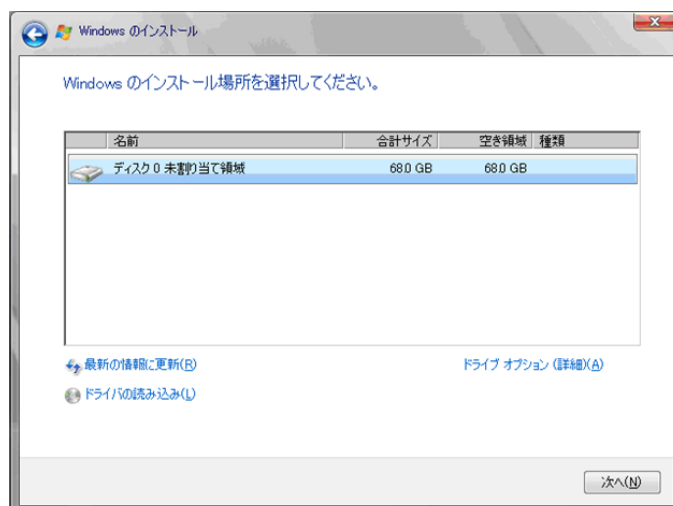 Windows のインストール
Windows のインストール場所を選択してください。
名前 合計サイズ 空き領域 種類
ディスク 0 未割り当て領域 68.0 GB 68.0 GB
最新の情報に更新(R) ドライブ オプション (詳細)(A)
ドライバの読み込み(L)
次へ(N)